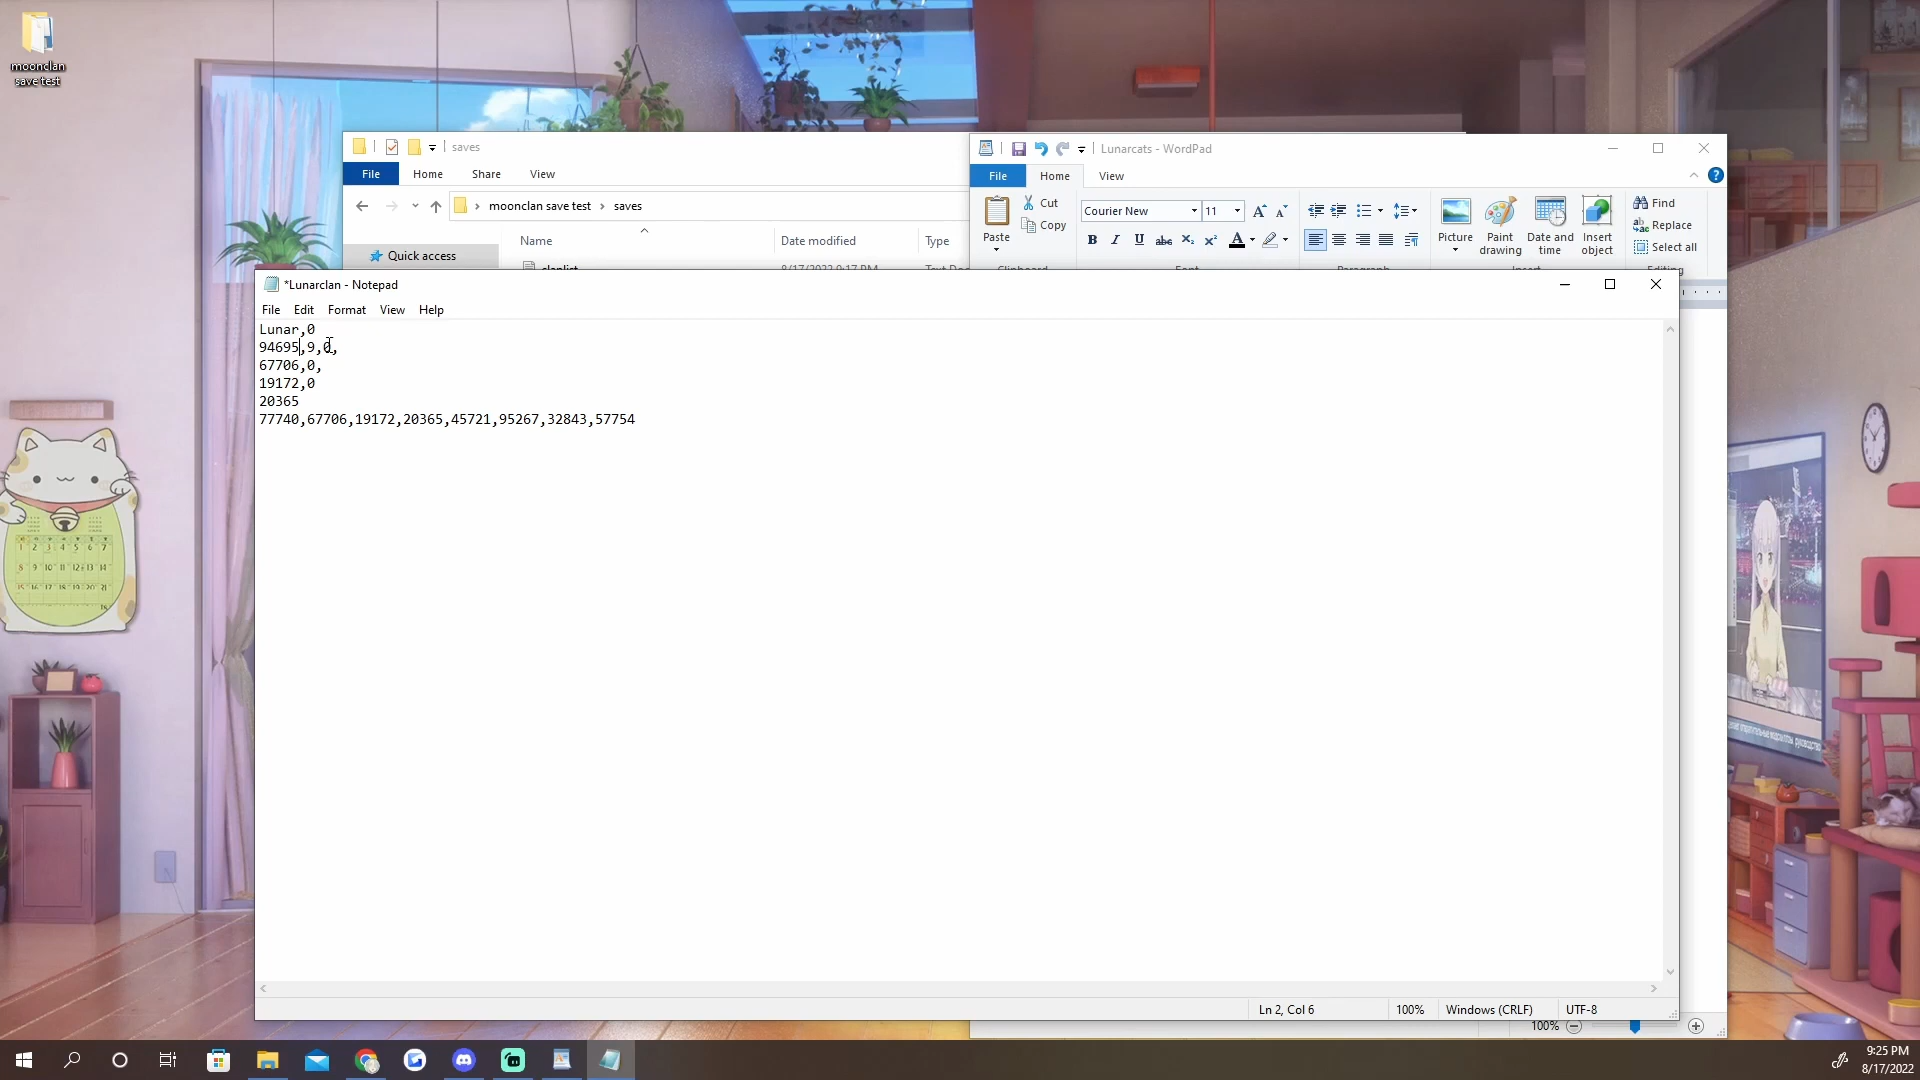 moonclan
save test
saves
File
Home
Share
View
moonclan save test
saves
Name
Date modified
Type
Quick access
Lunarcats - WordPad
File
Home
View
Paste
Cut
Copy
Courier New
11
Picture
Paint
drawing
Date and
time
Insert
object
Find
Replace
Select all
*Lunarclan - Notepad
File
Edit
Format
View
Help
Lunar,0
94695,9,0,
67706,0,
19172,0
20365
77740,67706,19172,20365,45721,95267,32843,57754
Ln 2, Col 6
100%
Windows (CRLF)
UTF-8
100%
9:25 PM
8/17/2022